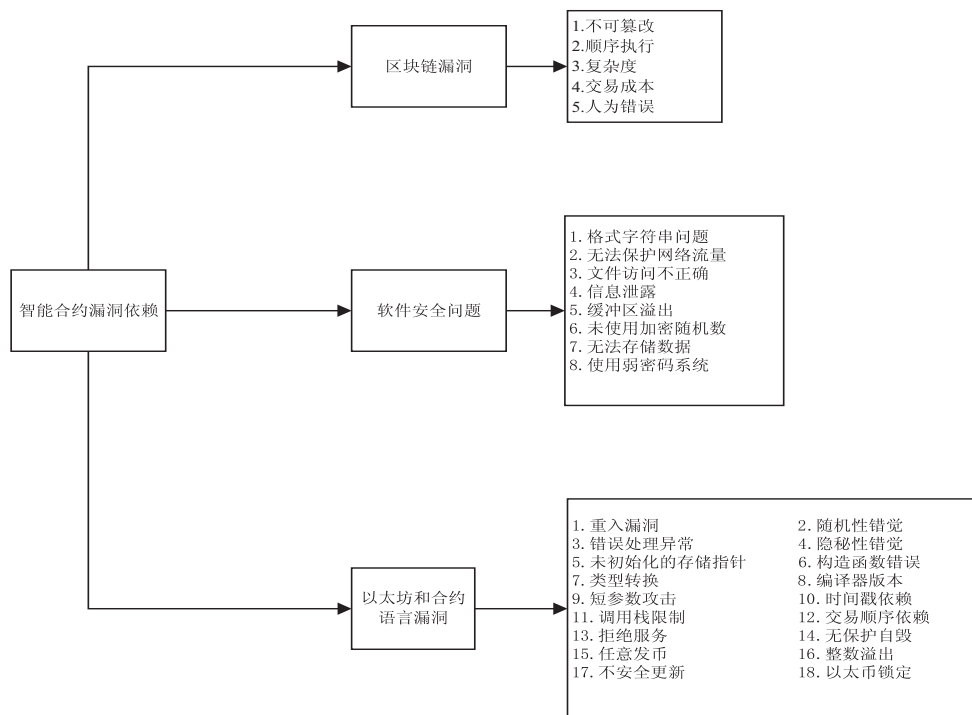 智能合约漏洞依赖
区块链漏洞
1.不可篡改
2.顺序执行
3.复杂度
4.交易成本
5.人为错误
软件安全问题
1. 格式字符串问题
2. 无法保护网络流量
3. 文件访问不正确
4. 信息泄露
5. 缓冲区溢出
6. 未使用加密随机数
7. 无法存储数据
8. 使用弱密码系统
以太坊和合约
语言漏洞
1. 重入漏洞 2. 随机性错觉
3. 错误处理异常 4. 隐秘性错觉
5. 未初始化的存储指针 6. 构造函数错误
7. 类型转换 8. 编译器版本
9. 短参数攻击 10. 时间戳依赖
11. 调用栈限制 12. 交易顺序依赖
13. 拒绝服务 14. 无保护自毁
15. 任意发币 16. 整数溢出
17. 不安全更新 18. 以太币锁定